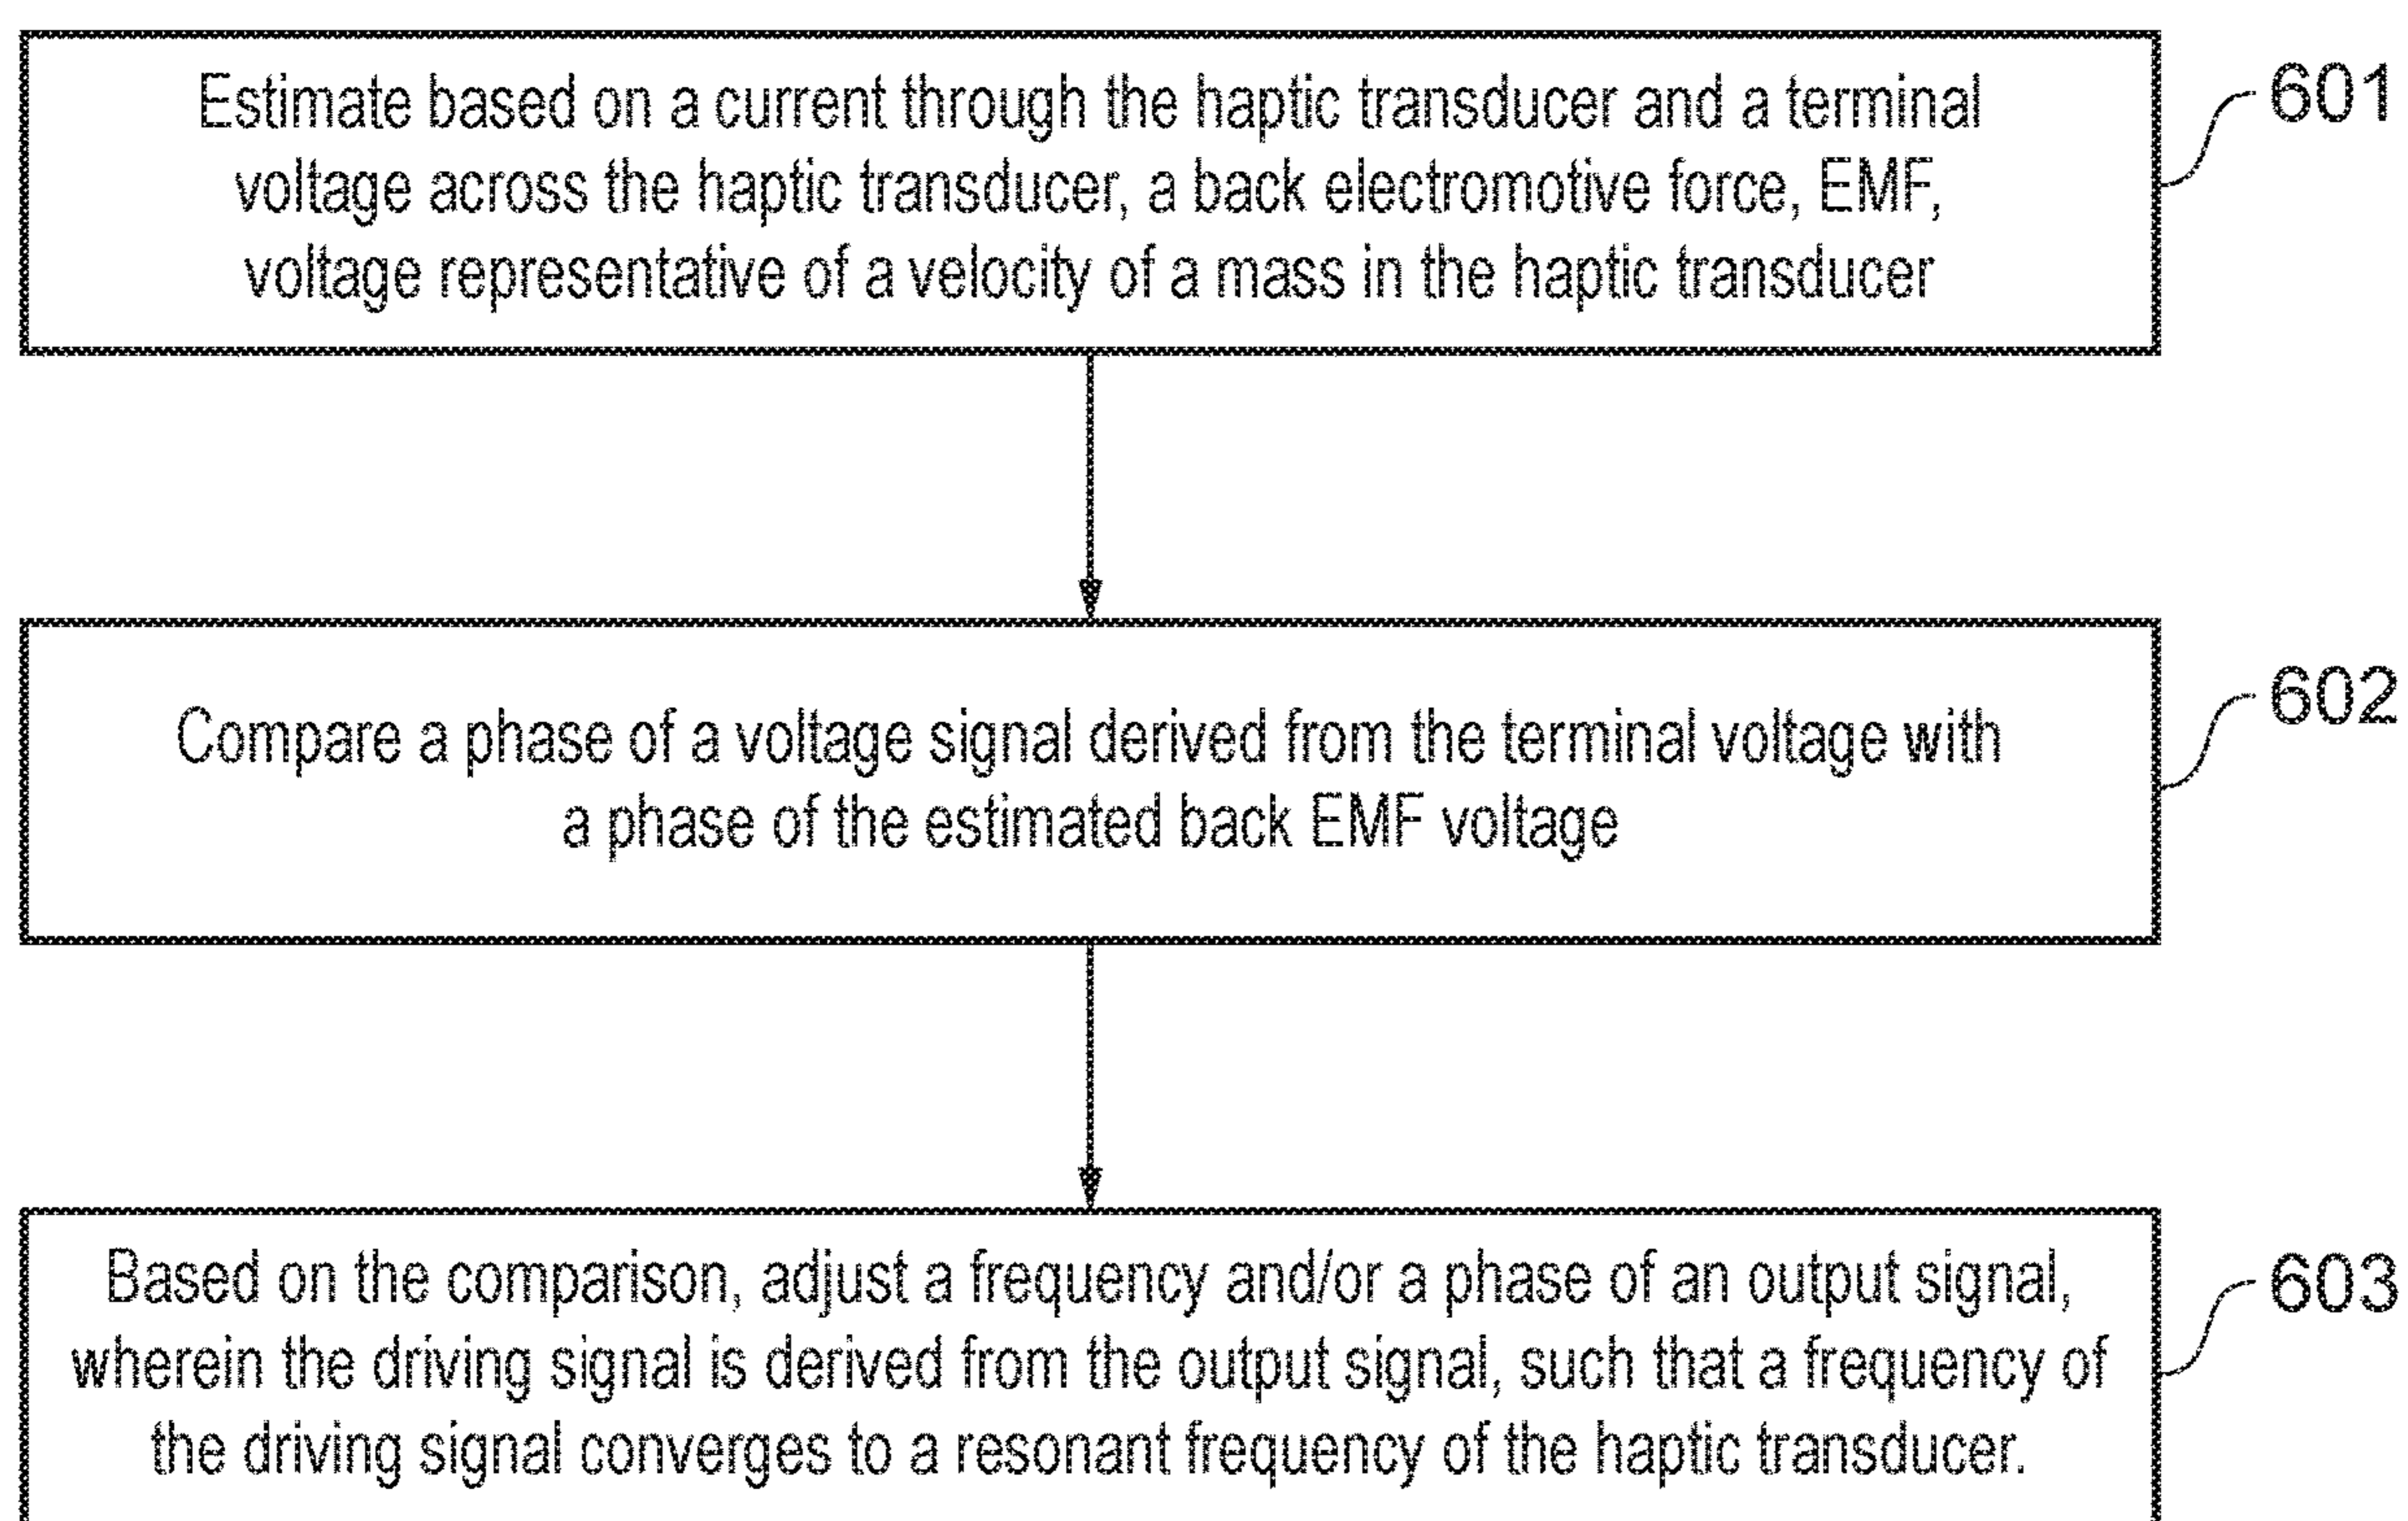 Estimate based on a current through the haptic transducer and a terminal
voltage across the haptic transducer, a back electromotive force, EMF,
voltage representative of a velocity of a mass in the haptic transducer
601
Compare a phase of a voltage signal derived from the terminal voltage with
a phase of the estimated back EMF voltage
602
Based on the comparison, adjust a frequency and/or a phase of an output signal,
wherein the driving signal is derived from the output signal, such that a frequency of
the driving signal converges to a resonant frequency of the haptic transducer.
603